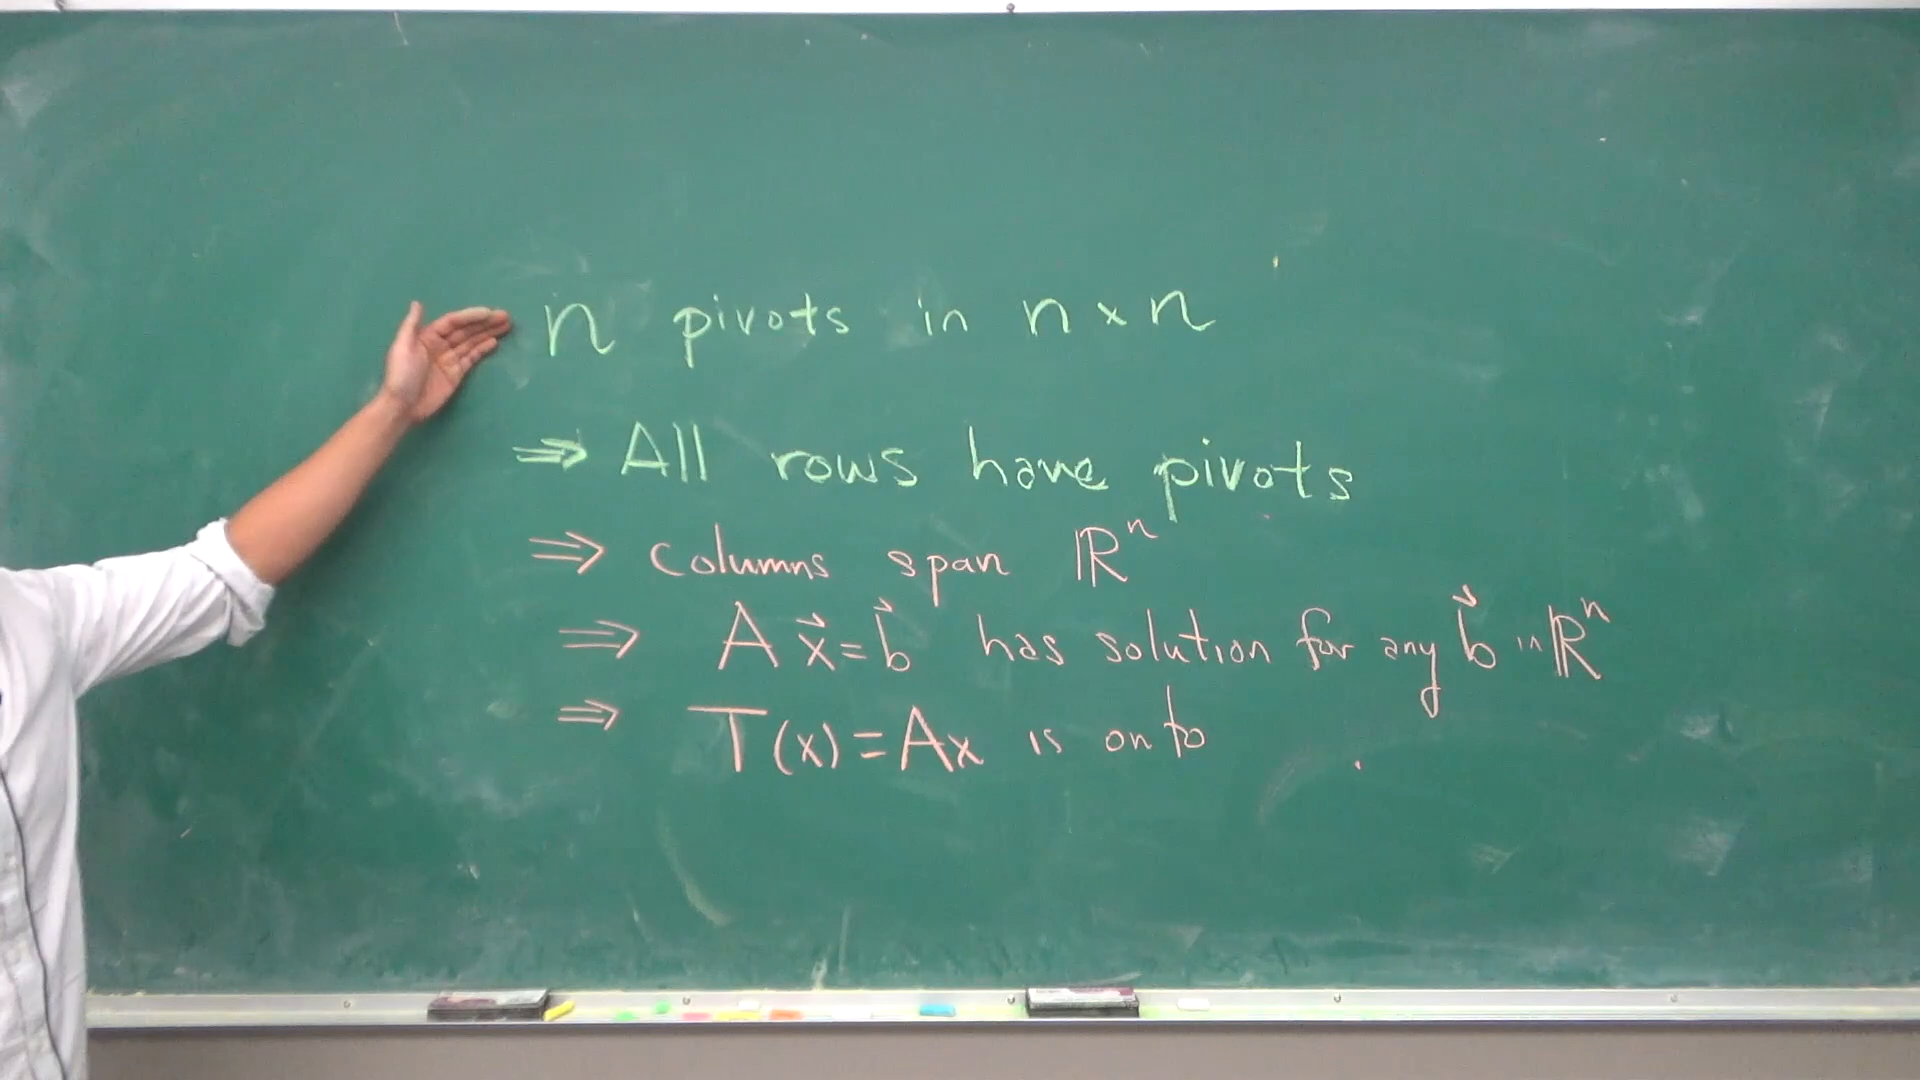 n pivots in n × n
⇒ All rows have pivots
⇒ columns span ℝⁿ
⇒ A x⃗ = b⃗ has solution for any b⃗ in ℝⁿ
⇒ T(x) = Ax is onto